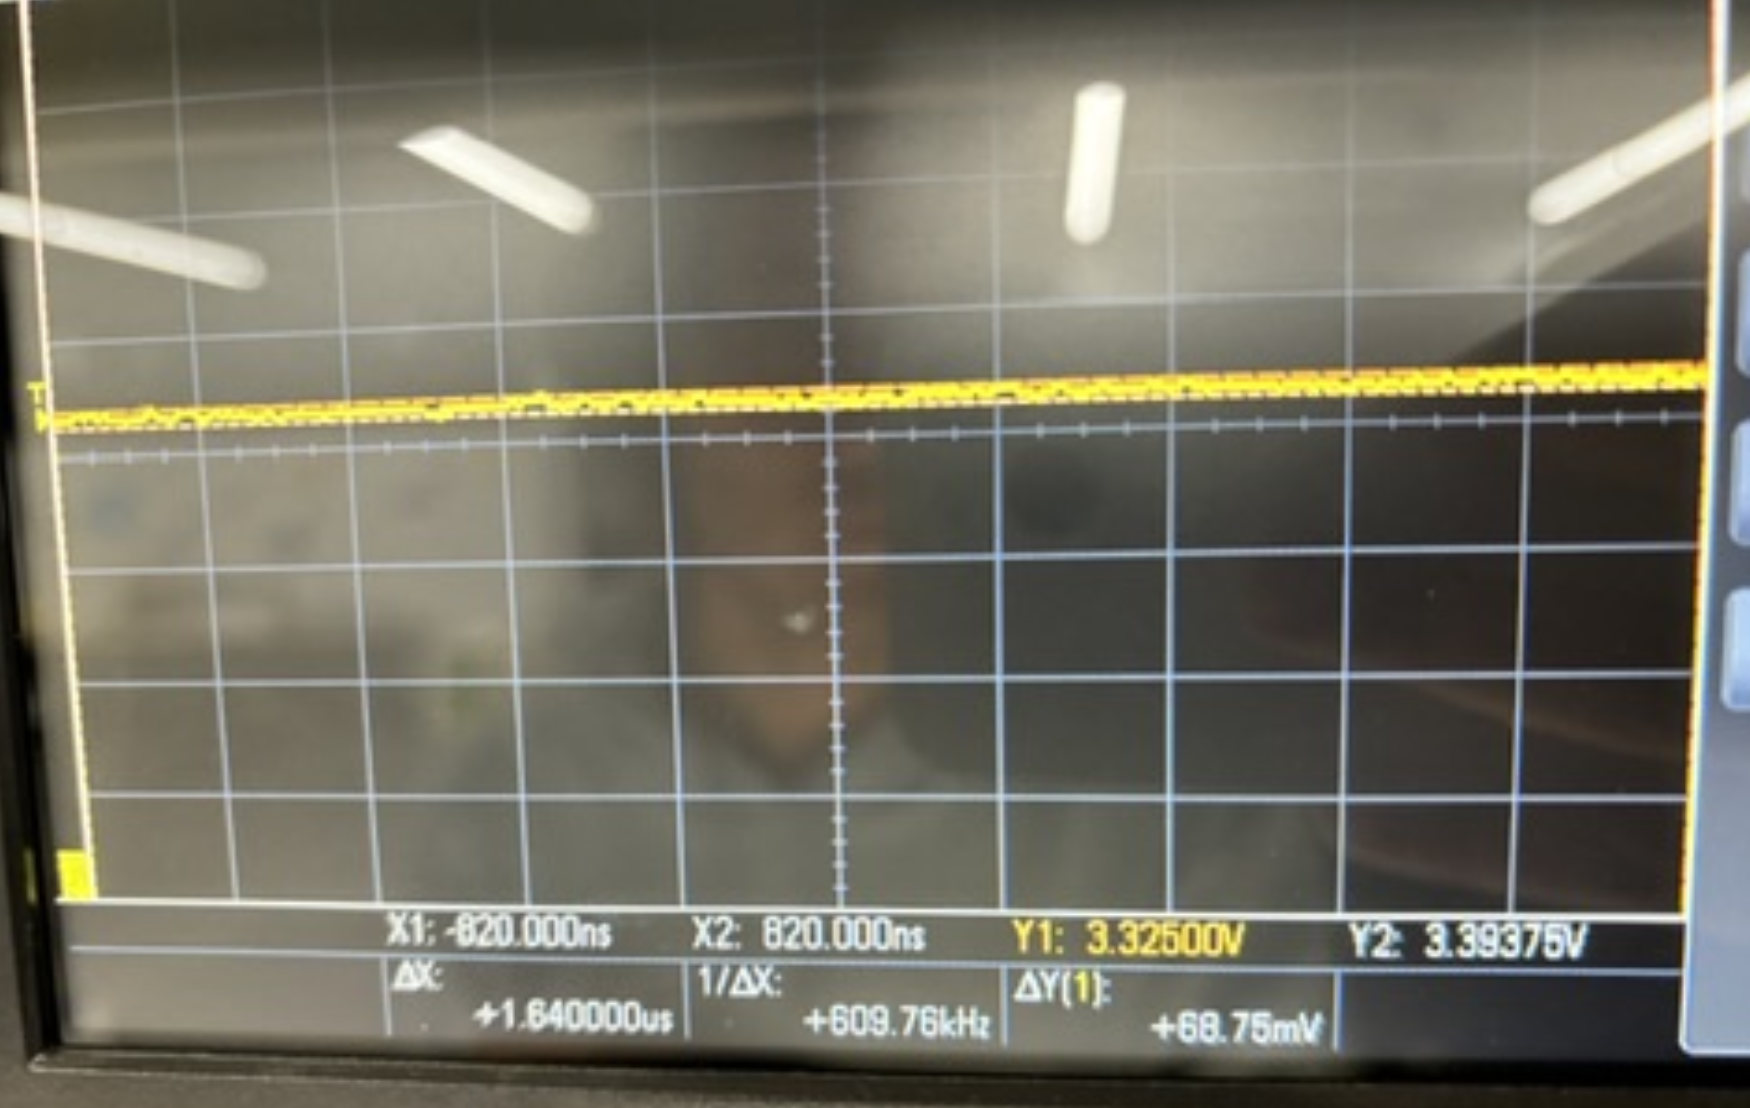 T
X1: -820.000ns X2: 820.000ns Y1: 3.32500V Y2: 3.39375V
ΔX: 1/ΔX: ΔY(1):
+1.640000us +609.76kHz +68.75mV